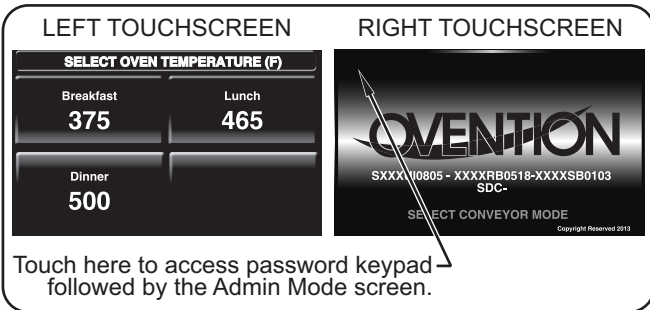 LEFT TOUCHSCREEN
SELECT OVEN TEMPERATURE (F)
Breakfast
375
Lunch
465
Dinner
500
RIGHT TOUCHSCREEN
OVENTION
SXXXUI0805 - XXXXRB0518-XXXXSB0103
SDC-
SELECT CONVEYOR MODE
Copyright Reserved 2013
Touch here to access password keypad
followed by the Admin Mode screen.